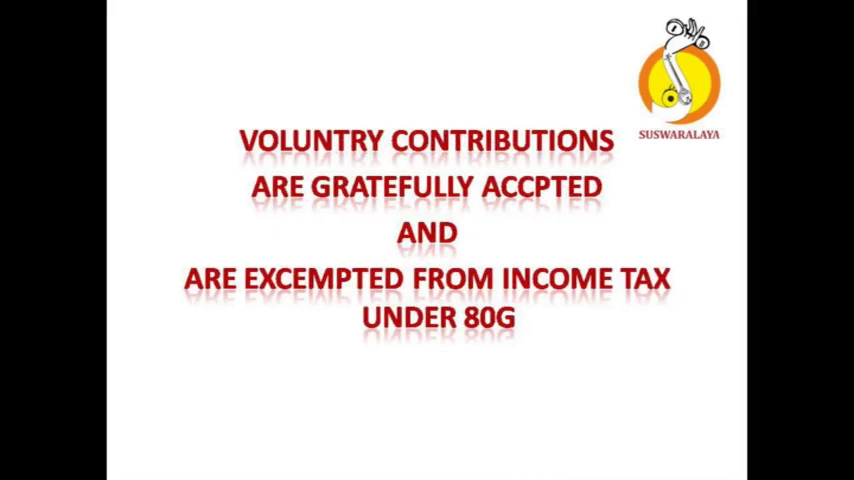 SUSWARALAYA
VOLUNTRY CONTRIBUTIONS
ARE GRATEFULLY ACCPTED
AND
ARE EXCEMPTED FROM INCOME TAX
UNDER 80G